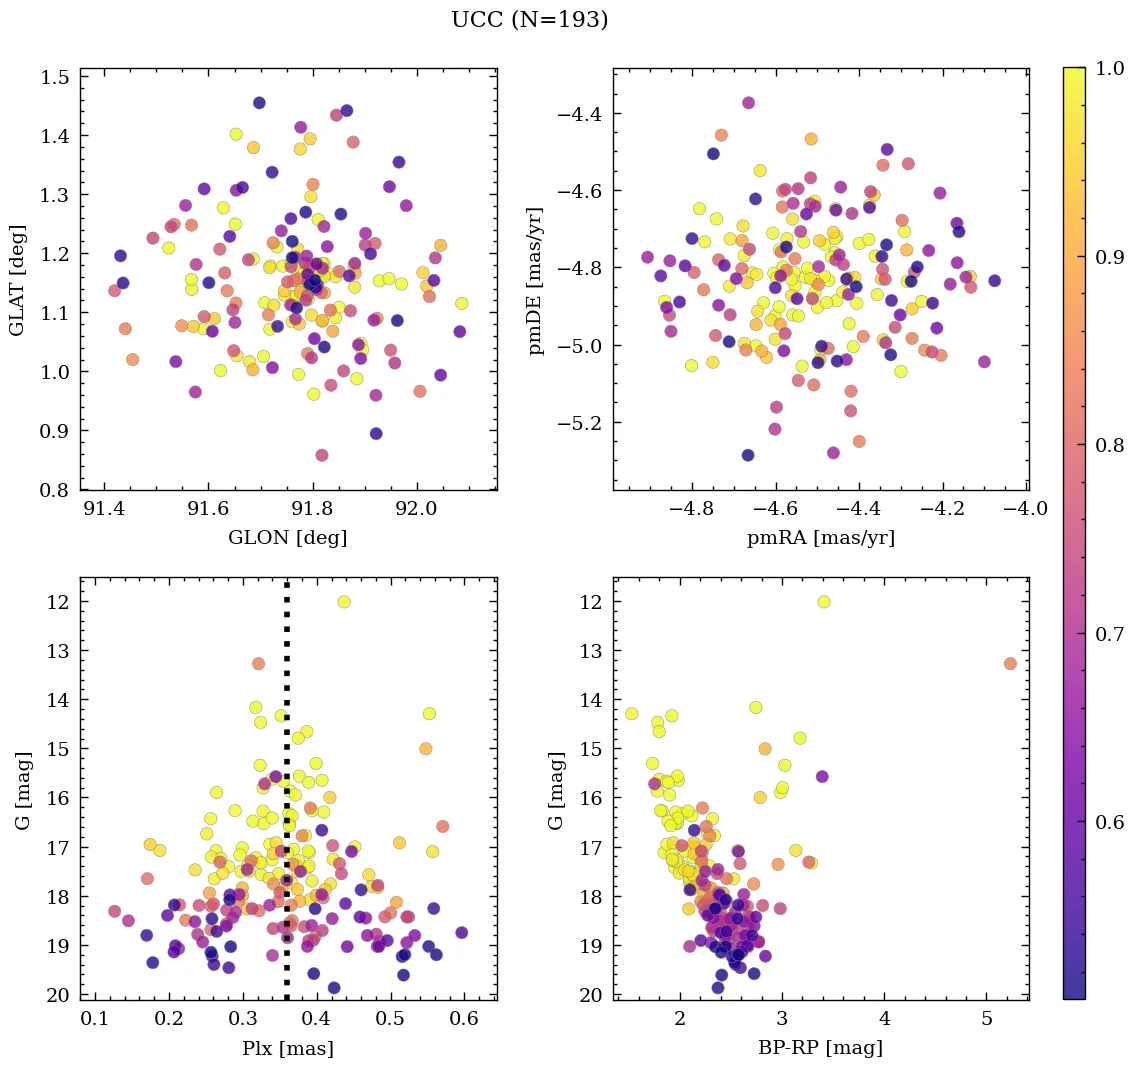 UCC (N=193)
1.5
1.4
1.3
1.2
1.1
1.0
0.9
0.8
GLAT [deg]
91.4 91.6 91.8 92.0
GLON [deg]
−4.4
−4.6
−4.8
−5.0
−5.2
pmDE [mas/yr]
−4.8 −4.6 −4.4 −4.2 −4.0
pmRA [mas/yr]
12
13
14
15
16
17
18
19
20
G [mag]
0.1 0.2 0.3 0.4 0.5 0.6
Plx [mas]
12
13
14
15
16
17
18
19
20
G [mag]
2 3 4 5
BP-RP [mag]
1.0
0.9
0.8
0.7
0.6